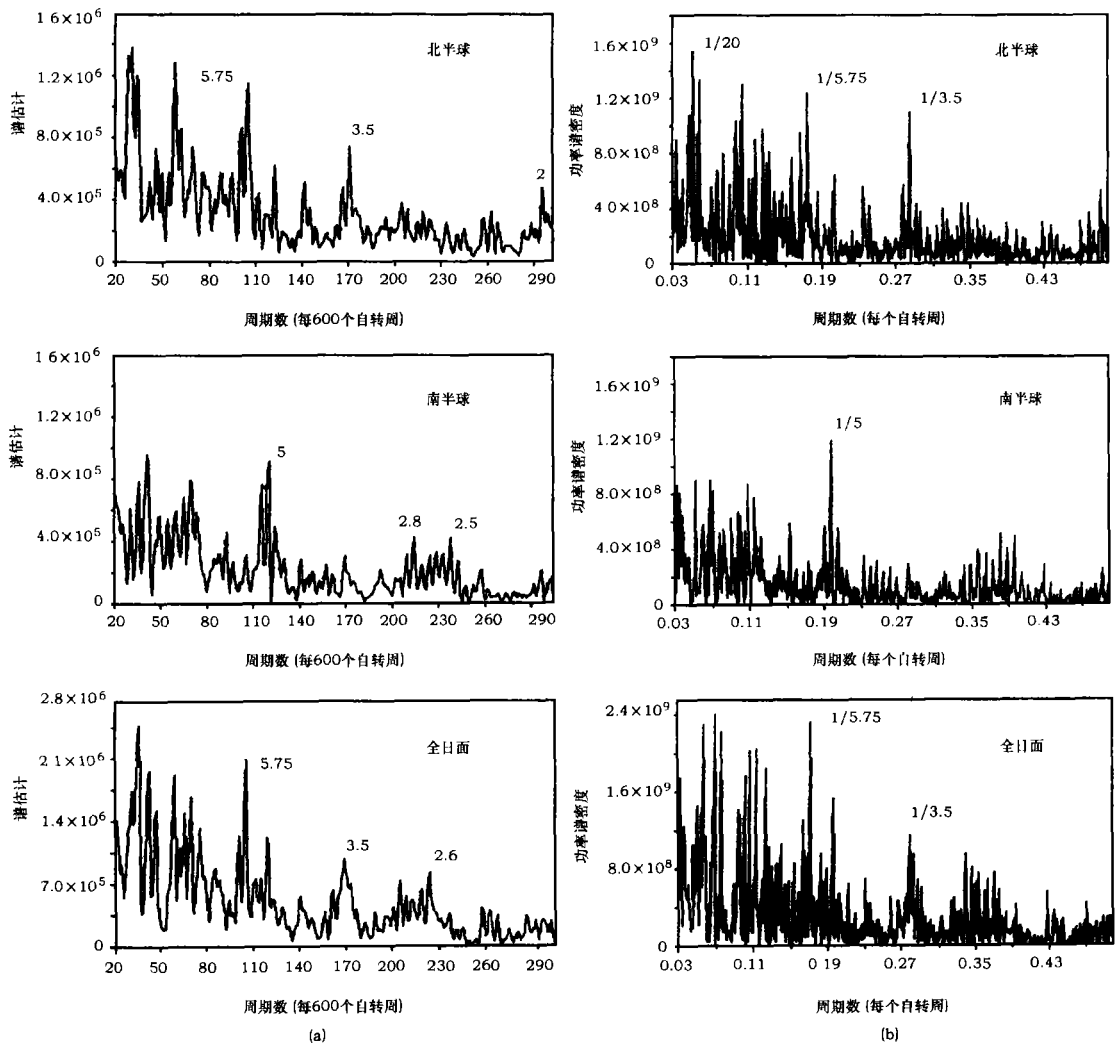 1.6×10⁶
1.2×10⁶
8.0×10⁵
4.0×10⁵
0
谱估计
北半球
5.75
3.5
2
20 50 80 110 140 170 200 230 260 290
周期数 (每600个自转周)
1.6×10⁹
1.2×10⁹
8.0×10⁸
4.0×10⁸
0
功率谱密度
北半球
1/20
1/5.75
1/3.5
0.03 0.11 0.19 0.27 0.35 0.43
周期数 (每个自转周)
1 6×10⁶
1.2×10⁶
8.0×10⁵
4.0×10⁵
0
谱估计
南半球
5
2.8
2.5
20 50 80 110 140 170 200 230 260 290
周期数 (每600个自转周)
1.6×10⁹
1.2×10⁹
8.0×10⁸
4.0×10⁸
0
功率谱密度
南半球
1/5
0.03 0.11 0.19 0.27 0.35 0.43
周期数 (每个自转周)
2.8×10⁶
2 1×10⁶
1.4×10⁶
7.0×10⁵
0
谱估计
全日面
5.75
3.5
2.6
20 50 80 110 140 170 200 230 260 290
周期数 (每600个自转周)
(a)
2.4×10⁹
1.6×10⁹
8.0×10⁸
0
功率谱密度
全日面
1/5.75
1/3.5
0.03 0.11 0.19 0.27 0.35 0.43
周期数 (每个自转周)
(b)